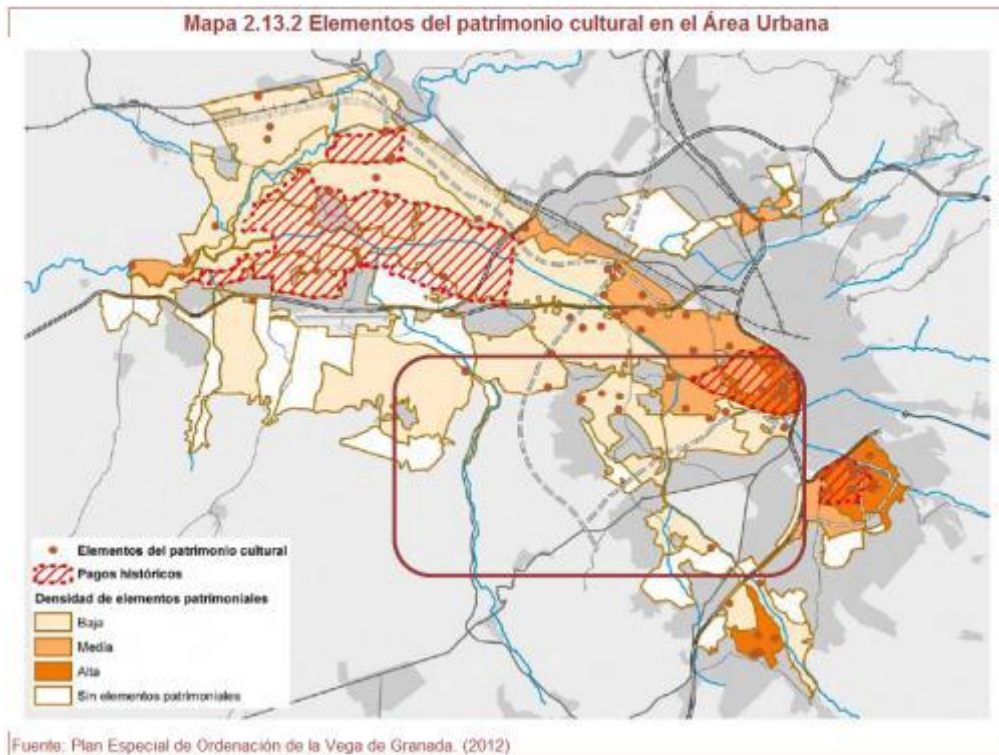 Mapa 2.13.2 Elementos del patrimonio cultural en el Área Urbana
Elementos del patrimonio cultural
Pagos históricos
Densidad de elementos patrimoniales
Baja
Media
Alta
Sin elementos patrimoniales
Fuente: Plan Especial de Ordenación de la Vega de Granada. (2012)